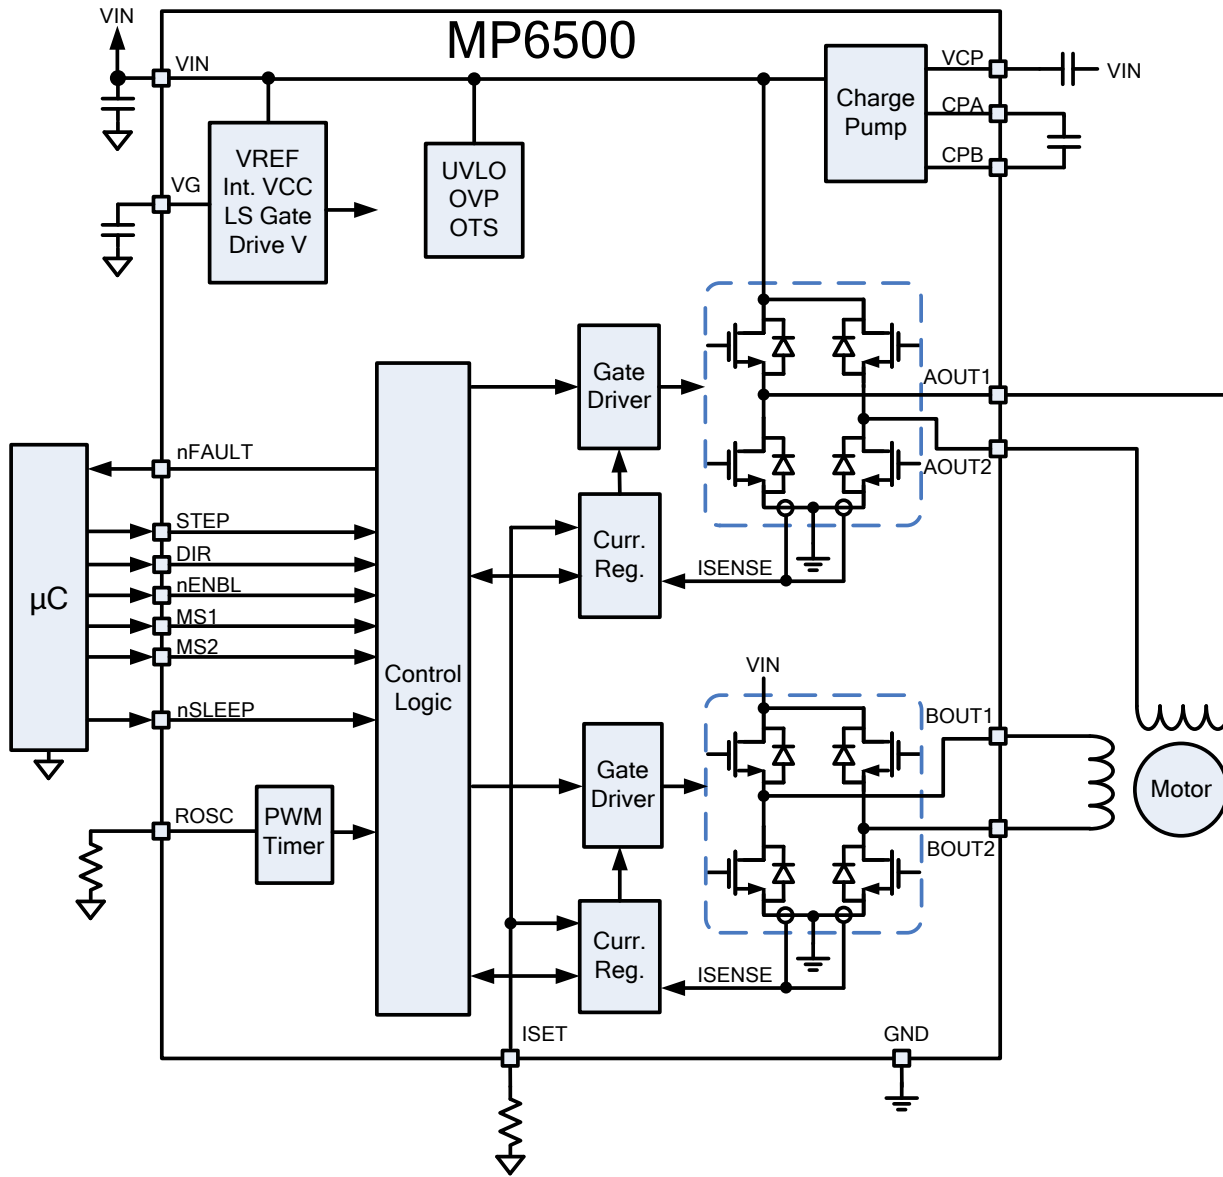 VIN
MP6500
VIN
VCP
VIN
Charge
Pump
CPA
CPB
VREF
Int. VCC
LS Gate
Drive V
UVLO
OVP
OTS
VG
Gate
Driver
AOUT1
AOUT2
nFAULT
STEP
DIR
nENBL
MS1
MS2
nSLEEP
µC
Curr.
Reg.
ISENSE
Control
Logic
VIN
BOUT1
Gate
Driver
Motor
ROSC
PWM
Timer
BOUT2
Curr.
Reg.
ISENSE
ISET
GND